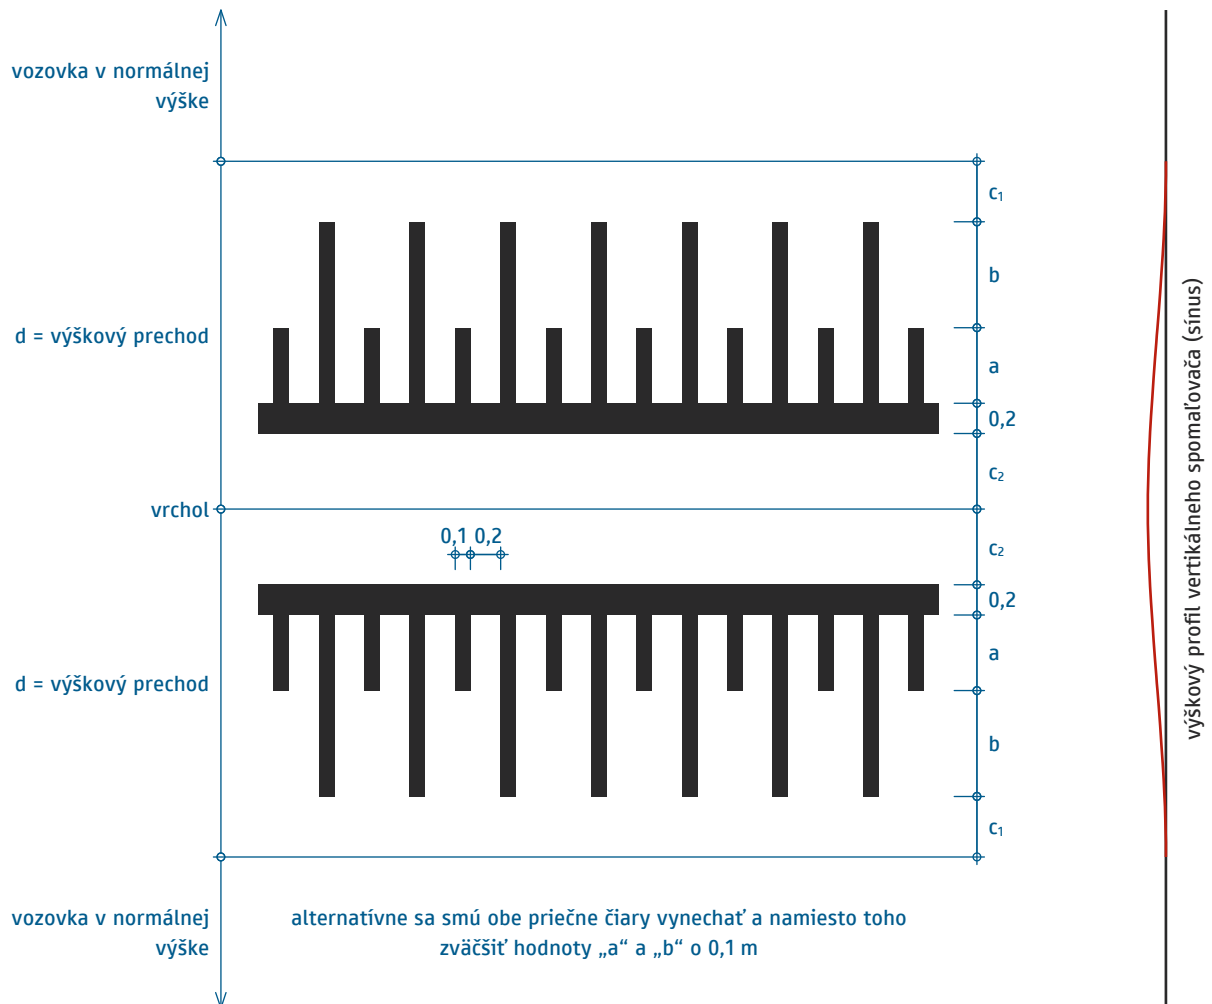 vozovka v normálnej
výške
c₁
b
d = výškový prechod
a
0,2
c₂
vrchol
0,1 0,2
c₂
0,2
a
d = výškový prechod
b
c₁
vozovka v normálnej
výške
alternatívne sa smú obe priečne čiary vynechať a namiesto toho
zväčšiť hodnoty „a“ a „b“ o 0,1 m
výškový profil vertikálneho spomaľovača (sínus)